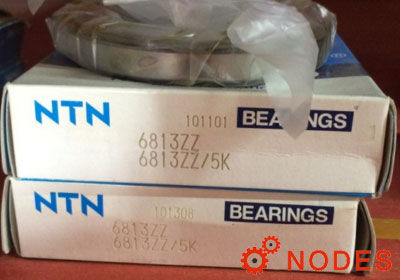 NTN 101101 BEARINGS
6813ZZ
6813ZZ/5K
NTN 101308 BEARINGS
6813ZZ
6813ZZ/5K
NODES